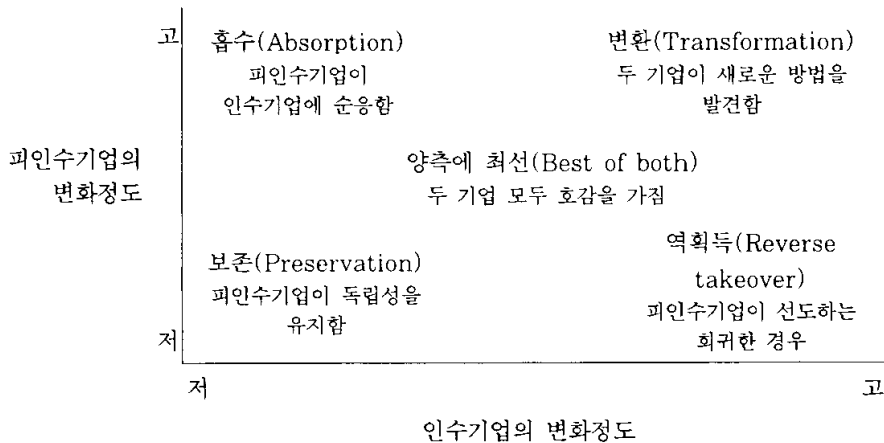 고
흡수(Absorption)
피인수기업이
인수기업에 순응함
변환(Transformation)
두 기업이 새로운 방법을
발견함
피인수기업의
변화정도
양측에 최선(Best of both)
두 기업 모두 호감을 가짐
보존(Preservation)
피인수기업이 독립성을
유지함
역획득(Reverse
takeover)
피인수기업이 선도하는
회귀한 경우
저
저
고
인수기업의 변화정도